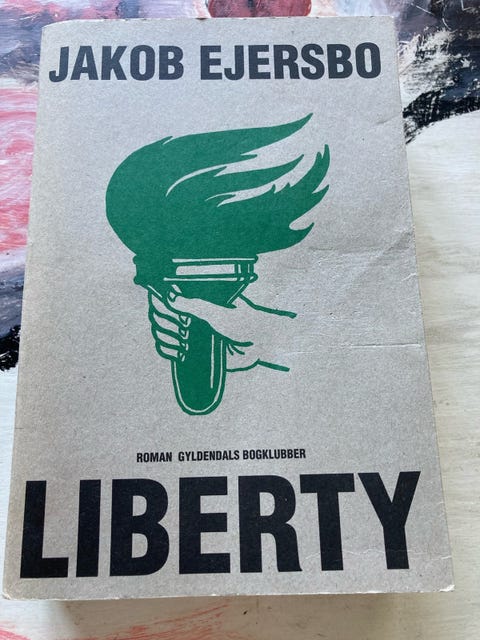 JAKOB EJERSBO
ROMAN GYLDENDALS BOGKLUBBER
LIBERTY